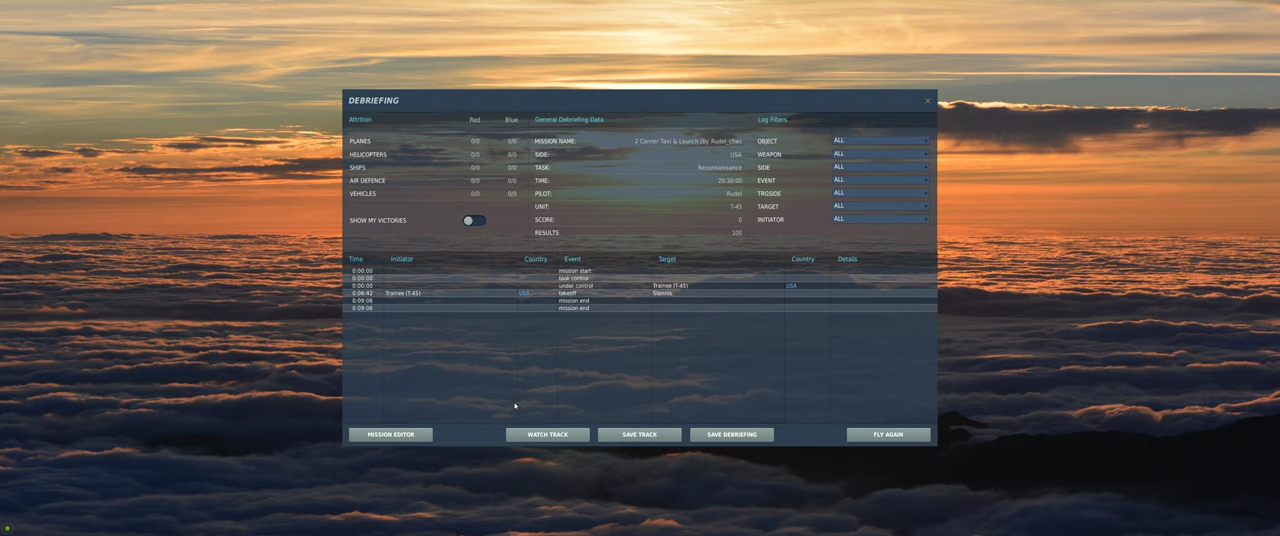 DEBRIEFING
Attrition Red Blue General Debriefing Data Log Filters
PLANES 0/0 0/0 MISSION NAME: 2 Carrier Taxi & Launch (by Rudel_chw) OBJECT ALL
HELICOPTERS 0/0 0/0 SIDE: USA WEAPON ALL
SHIPS 0/0 0/0 TASK: Reconnaissance SIDE ALL
AIR DEFENCE 0/0 0/0 TIME: 20:30:00 EVENT ALL
VEHICLES 0/0 0/0 PILOT: Rudel TRGSIDE ALL
UNIT: T-45 TARGET ALL
SHOW MY VICTORIES SCORE: 0 INITIATOR ALL
RESULTS 100
Time Initiator Country Event Target Country Details
0:00:00 mission start
0:00:00 took control
0:00:00 under control Trainee (T-45) USA
0:06:42 Trainee (T-45) USA takeoff Stennis
0:09:06 mission end
0:09:06 mission end
MISSION EDITOR WATCH TRACK SAVE TRACK SAVE DEBRIEFING FLY AGAIN